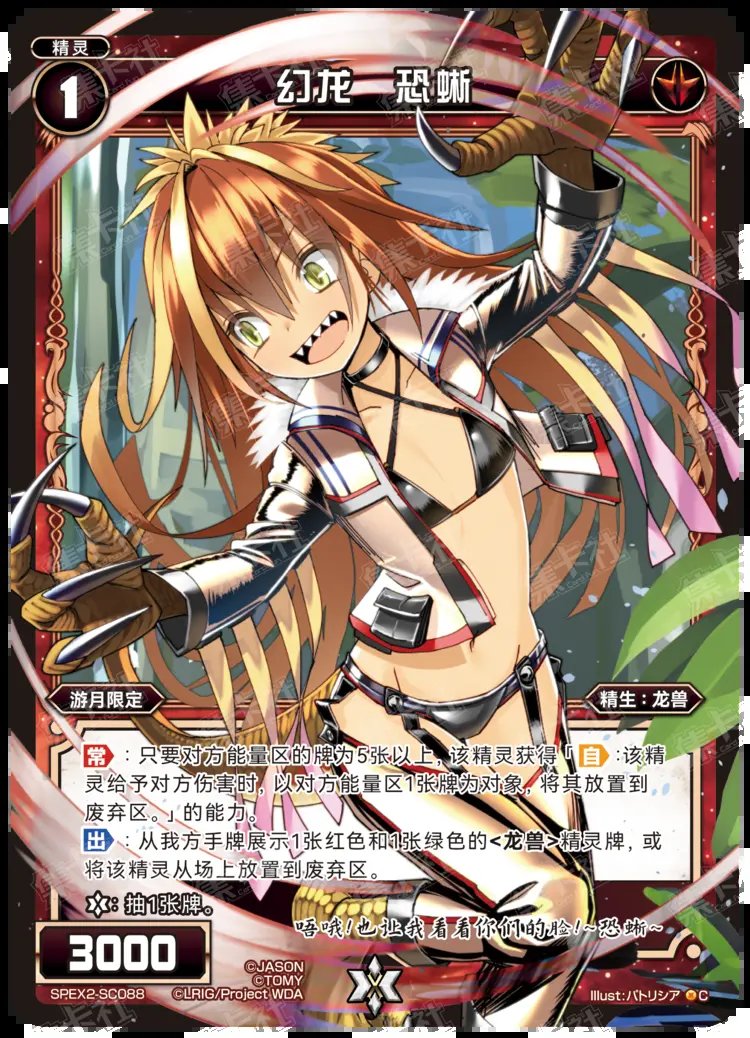 精灵
1
幻龙 恐蜥
游月限定
精生：龙兽
常：只要对方能量区的牌为5张以上，该精灵获得「自：该精
灵给予对方伤害时，以对方能量区1张牌为对象，将其放置到
废弃区。」的能力。
出：从我方手牌展示1张红色和1张绿色的<龙兽>精灵牌，或
将该精灵从场上放置到废弃区。
：抽1张牌。
唔哦！也让我看看你们的脸！~恐蜥~
3000
©JASON
©TOMY
SPEX2-SC088 ©LRIG/Project WDA
Illust:パトリシア C
集卡社